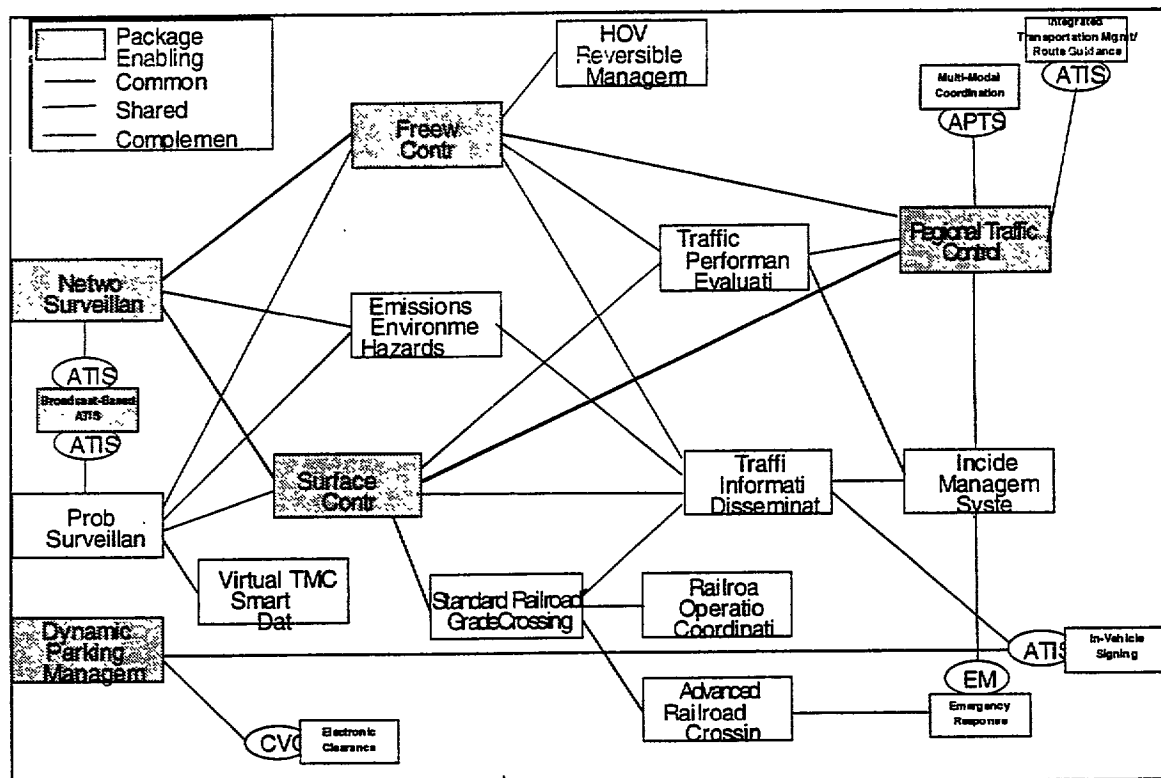 Package
Enabling
Common
Shared
Complemen
HOV
Reversible
Managem
Integrated
Transportation Mgmt/
Route Guidance
ATIS
Multi-Modal
Coordination
APTS
Freew
Contr
Regional Traffic
Control
Traffic
Performan
Evaluati
Netwo
Surveillan
Emissions
Environme
Hazards
ATIS
Broadcast-Based
ATIS
ATIS
Surface
Contr
Traffi
Informati
Disseminat
Incide
Managem
Syste
Prob
Surveillan
Virtual TMC
Smart
Dat
Standard Railroad
GradeCrossing
Railroa
Operatio
Coordinati
Dynamic
Parking
Managem
ATIS
In-Vehicle
Signing
EM
Emergency
Response
Advanced
Railroad
Crossin
CVO
Electronic
Clearance